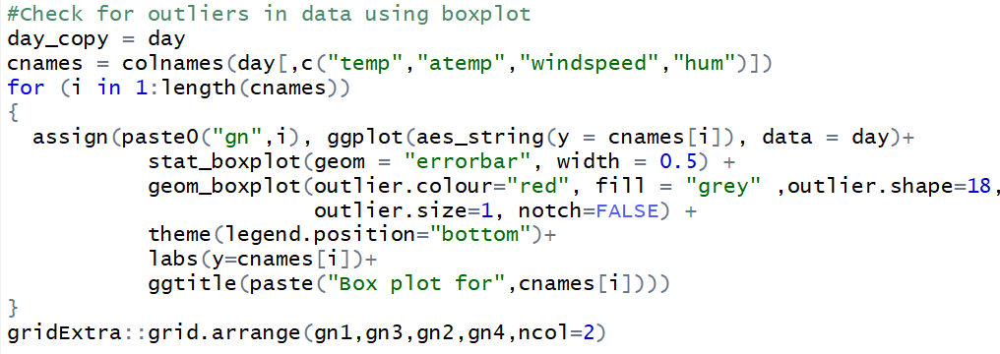 #Check for outliers in data using boxplot
day_copy = day
cnames = colnames(day[,c("temp","atemp","windspeed","hum")])
for (i in 1:length(cnames))
{
  assign(paste0("gn",i), ggplot(aes_string(y = cnames[i]), data = day)+
           stat_boxplot(geom = "errorbar", width = 0.5) +
           geom_boxplot(outlier.colour="red", fill = "grey" ,outlier.shape=18,
                        outlier.size=1, notch=FALSE) +
           theme(legend.position="bottom")+
           labs(y=cnames[i])+
           ggtitle(paste("Box plot for",cnames[i])))
}
gridExtra::grid.arrange(gn1,gn3,gn2,gn4,ncol=2)